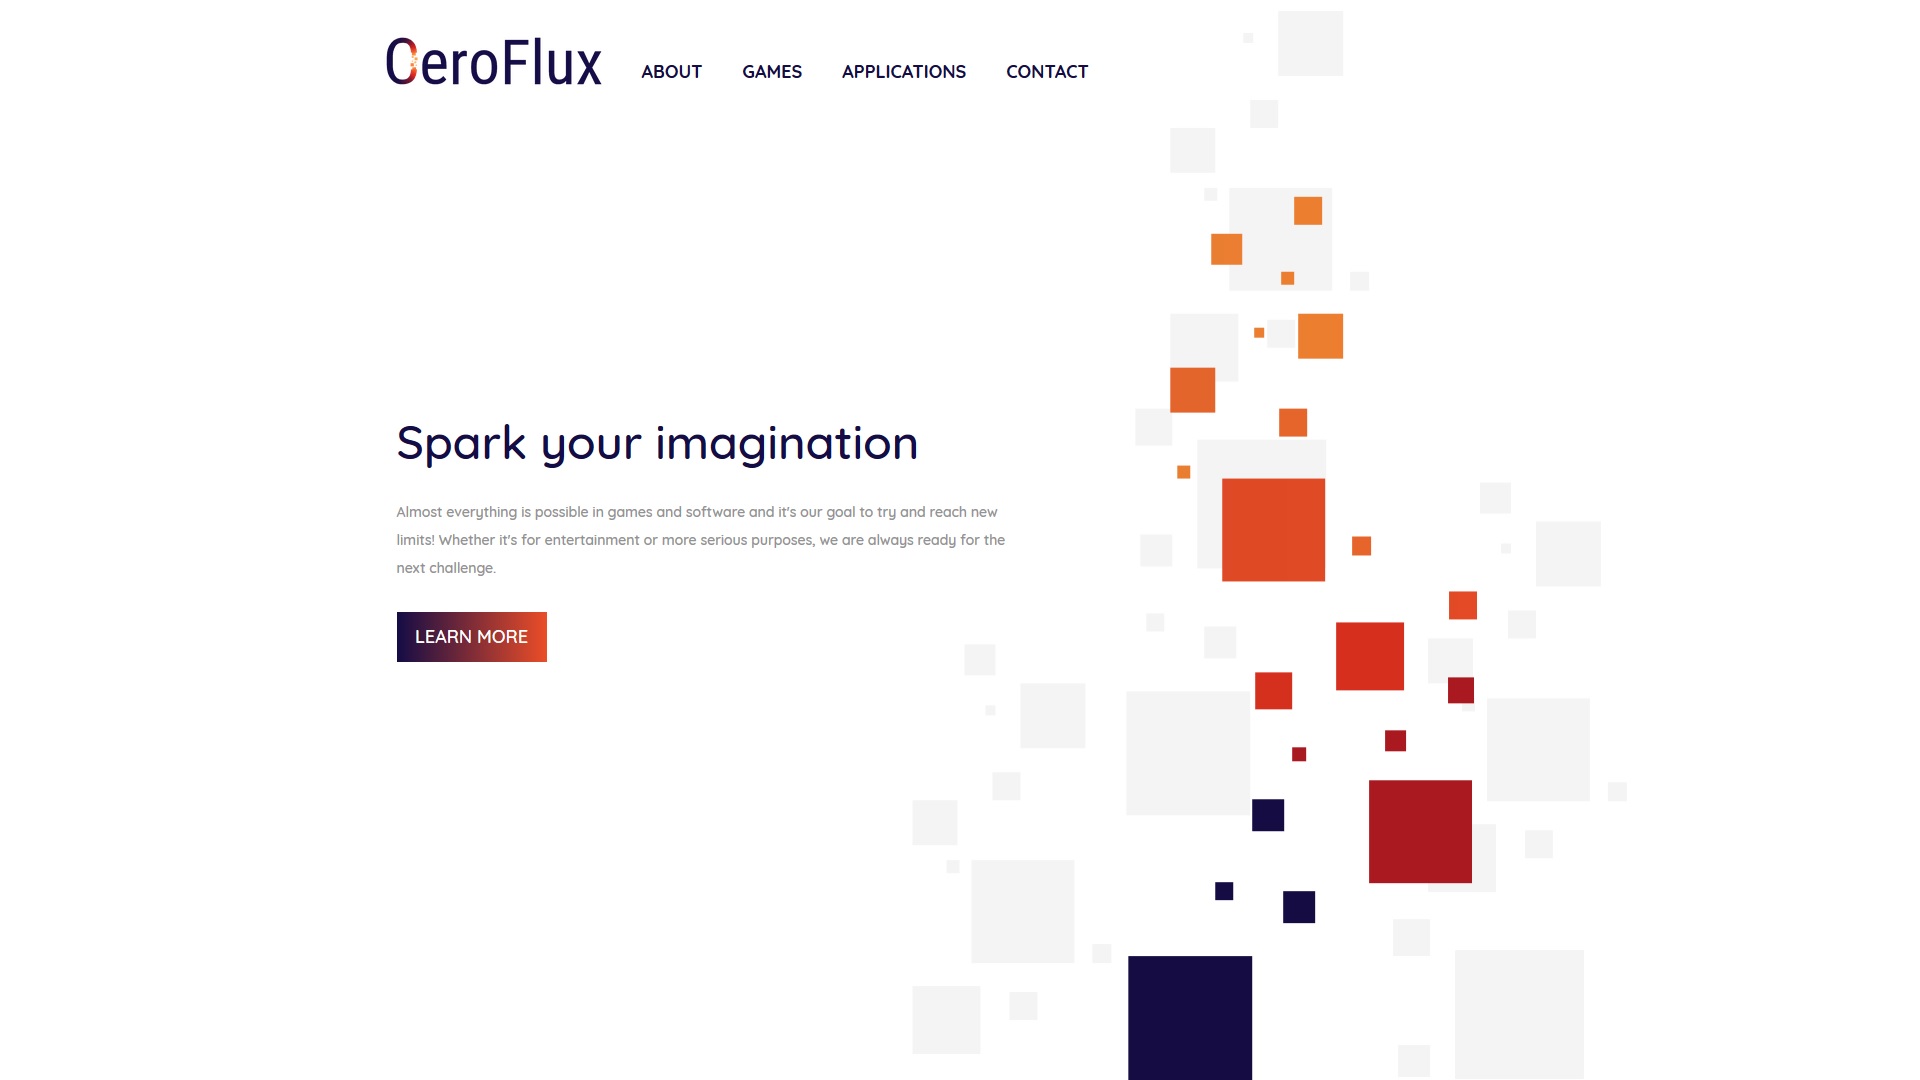 OeroFlux
ABOUT
GAMES
APPLICATIONS
CONTACT
Spark your imagination
Almost everything is possible in games and software and it's our goal to try and reach new
limits! Whether it's for entertainment or more serious purposes, we are always ready for the
next challenge.
LEARN MORE